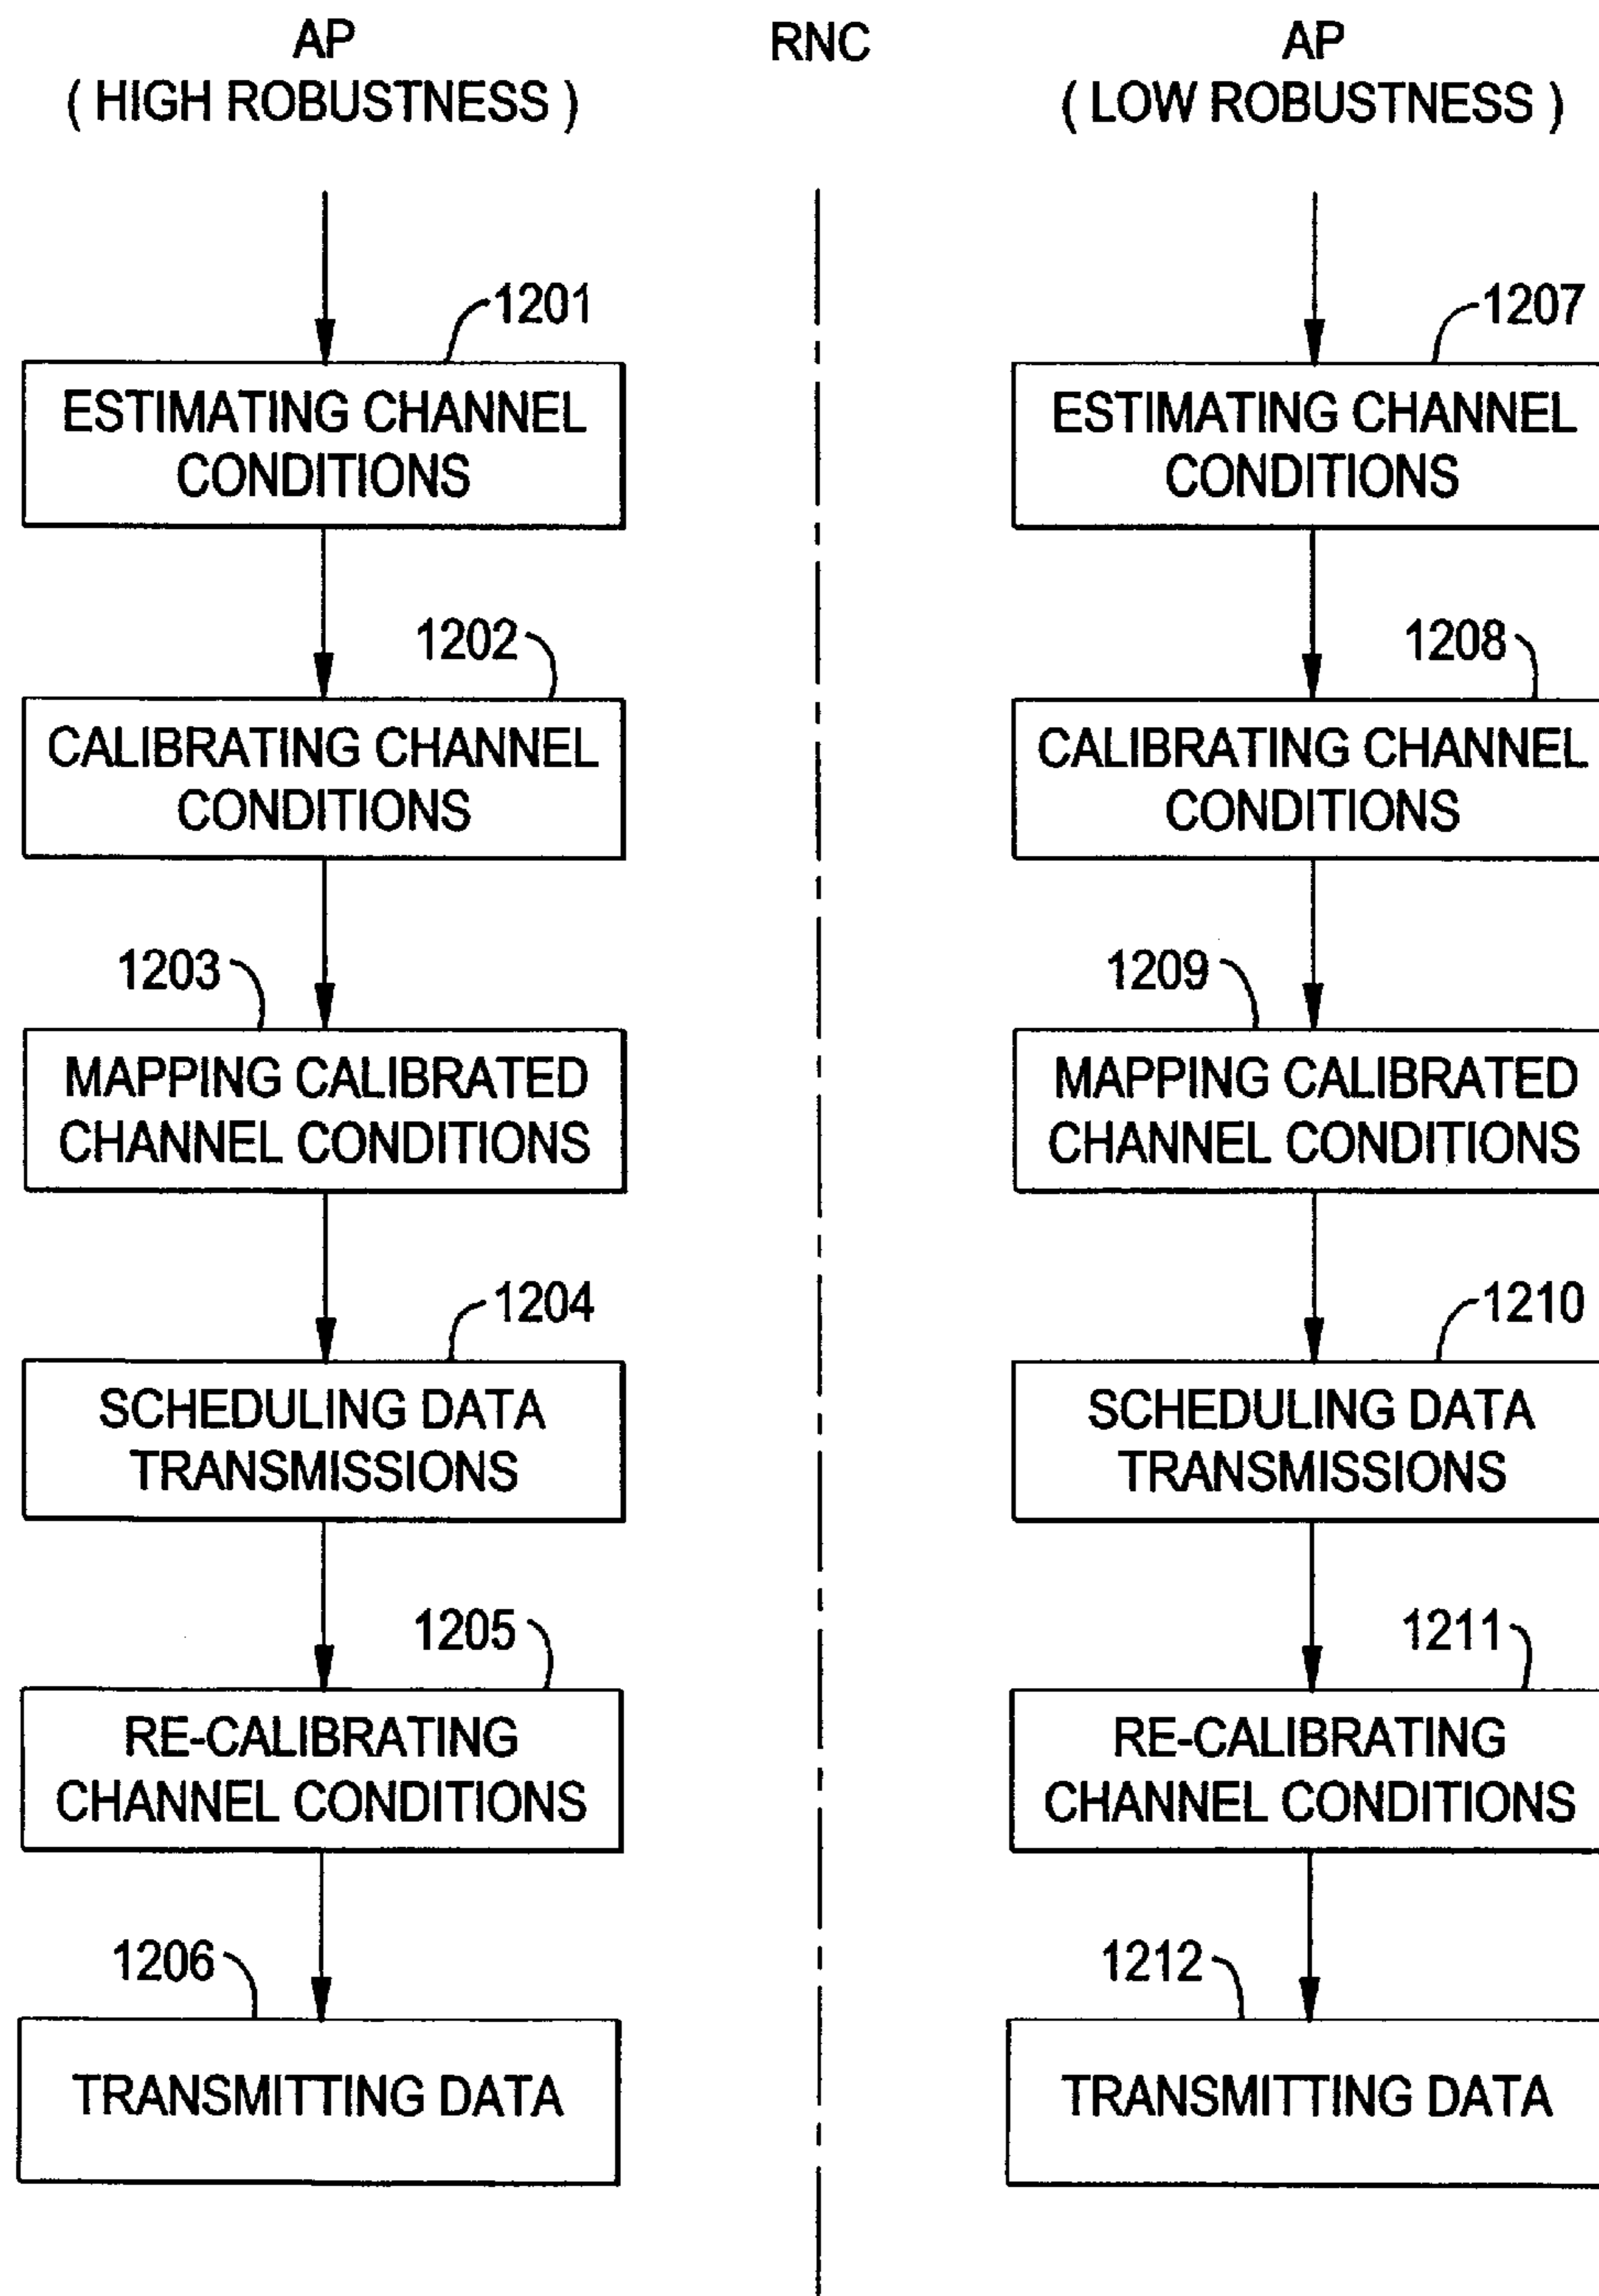 AP
( HIGH ROBUSTNESS )
RNC
AP
( LOW ROBUSTNESS )
1201
ESTIMATING CHANNEL
CONDITIONS
1202
CALIBRATING CHANNEL
CONDITIONS
1203
MAPPING CALIBRATED
CHANNEL CONDITIONS
1204
SCHEDULING DATA
TRANSMISSIONS
1205
RE-CALIBRATING
CHANNEL CONDITIONS
1206
TRANSMITTING DATA
1207
ESTIMATING CHANNEL
CONDITIONS
1208
CALIBRATING CHANNEL
CONDITIONS
1209
MAPPING CALIBRATED
CHANNEL CONDITIONS
1210
SCHEDULING DATA
TRANSMISSIONS
1211
RE-CALIBRATING
CHANNEL CONDITIONS
1212
TRANSMITTING DATA